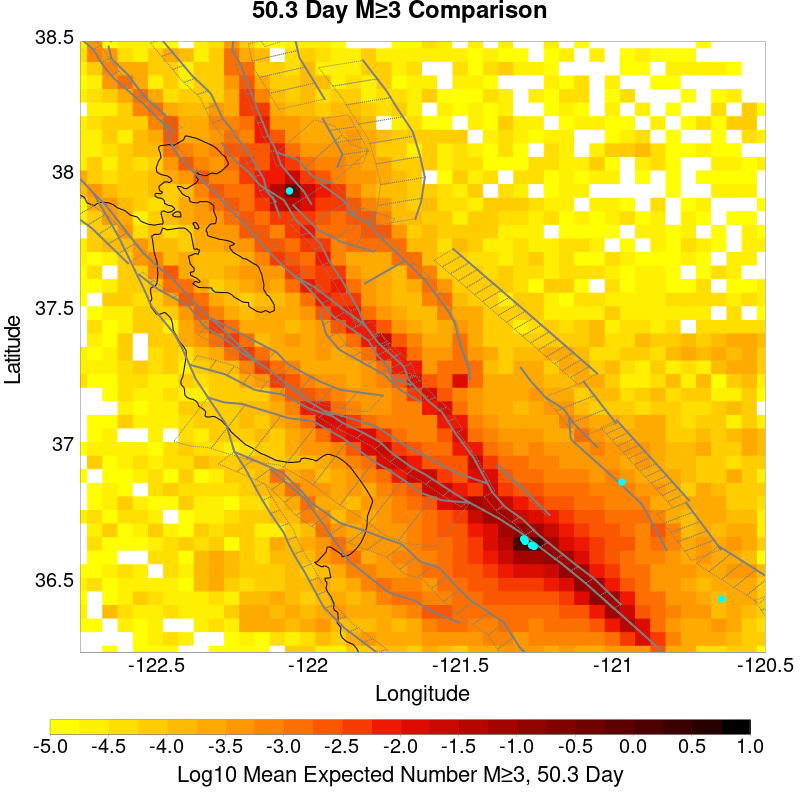 50.3 Day M≥3 Comparison
38.5
38
37.5
37
36.5
Latitude
-122.5 -122 -121.5 -121 -120.5
Longitude
-5.0 -4.5 -4.0 -3.5 -3.0 -2.5 -2.0 -1.5 -1.0 -0.5 0.0 0.5 1.0
Log10 Mean Expected Number M≥3, 50.3 Day